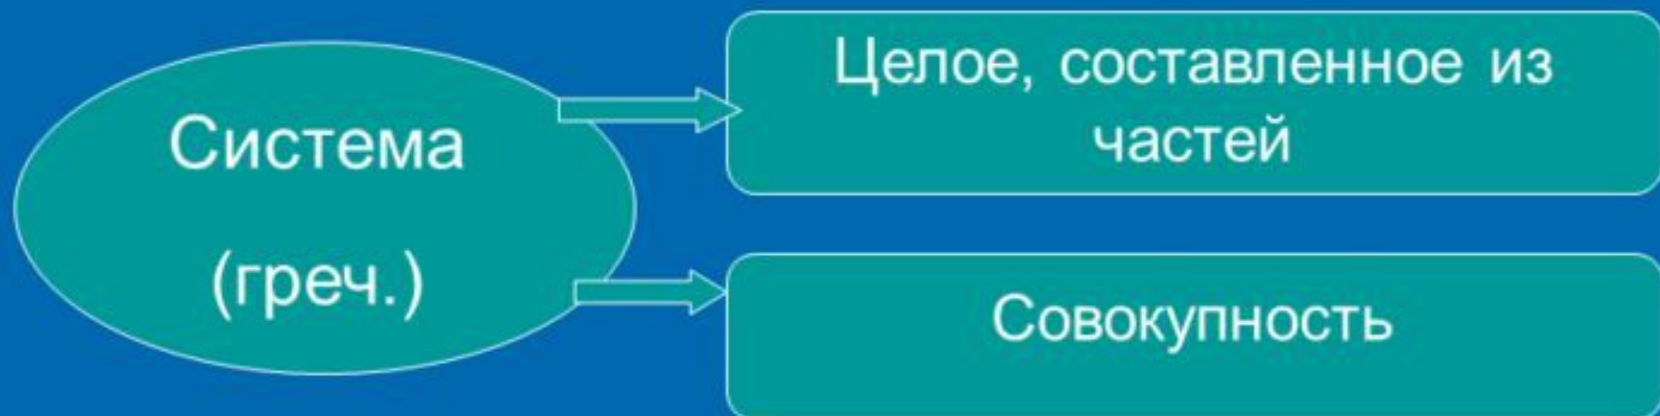 Система
(греч.)
Целое, составленное из
частей
Совокупность